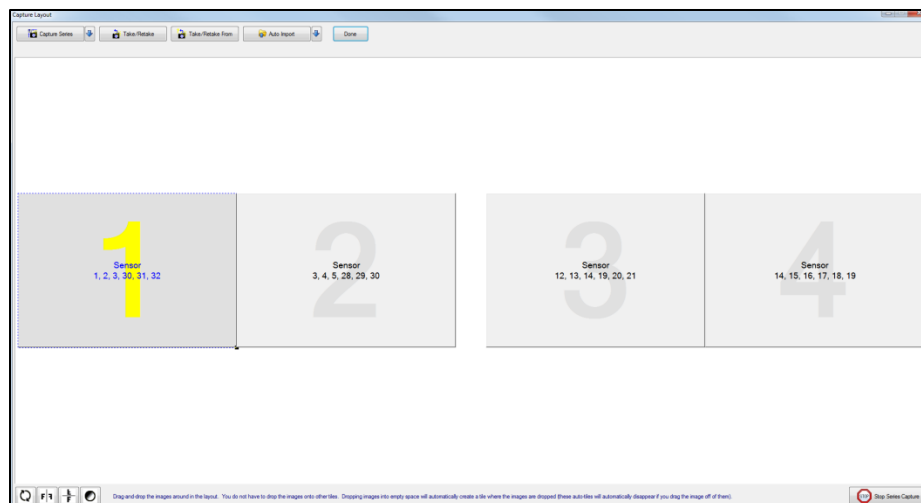 Capture Layout
Capture Series Take/Retake Take/Retake From Auto Import Done
1
Sensor
1, 2, 3, 30, 31, 32
2
Sensor
3, 4, 5, 28, 29, 30
3
Sensor
12, 13, 14, 19, 20, 21
4
Sensor
14, 15, 16, 17, 18, 19
Drag-and-drop the images around in the layout. You do not have to drop the images onto other tiles. Dropping images into empty space will automatically create a tile where the images are dropped (these auto-tiles will automatically disappear if you drag the image off of them).
STOP Stop Series Capture